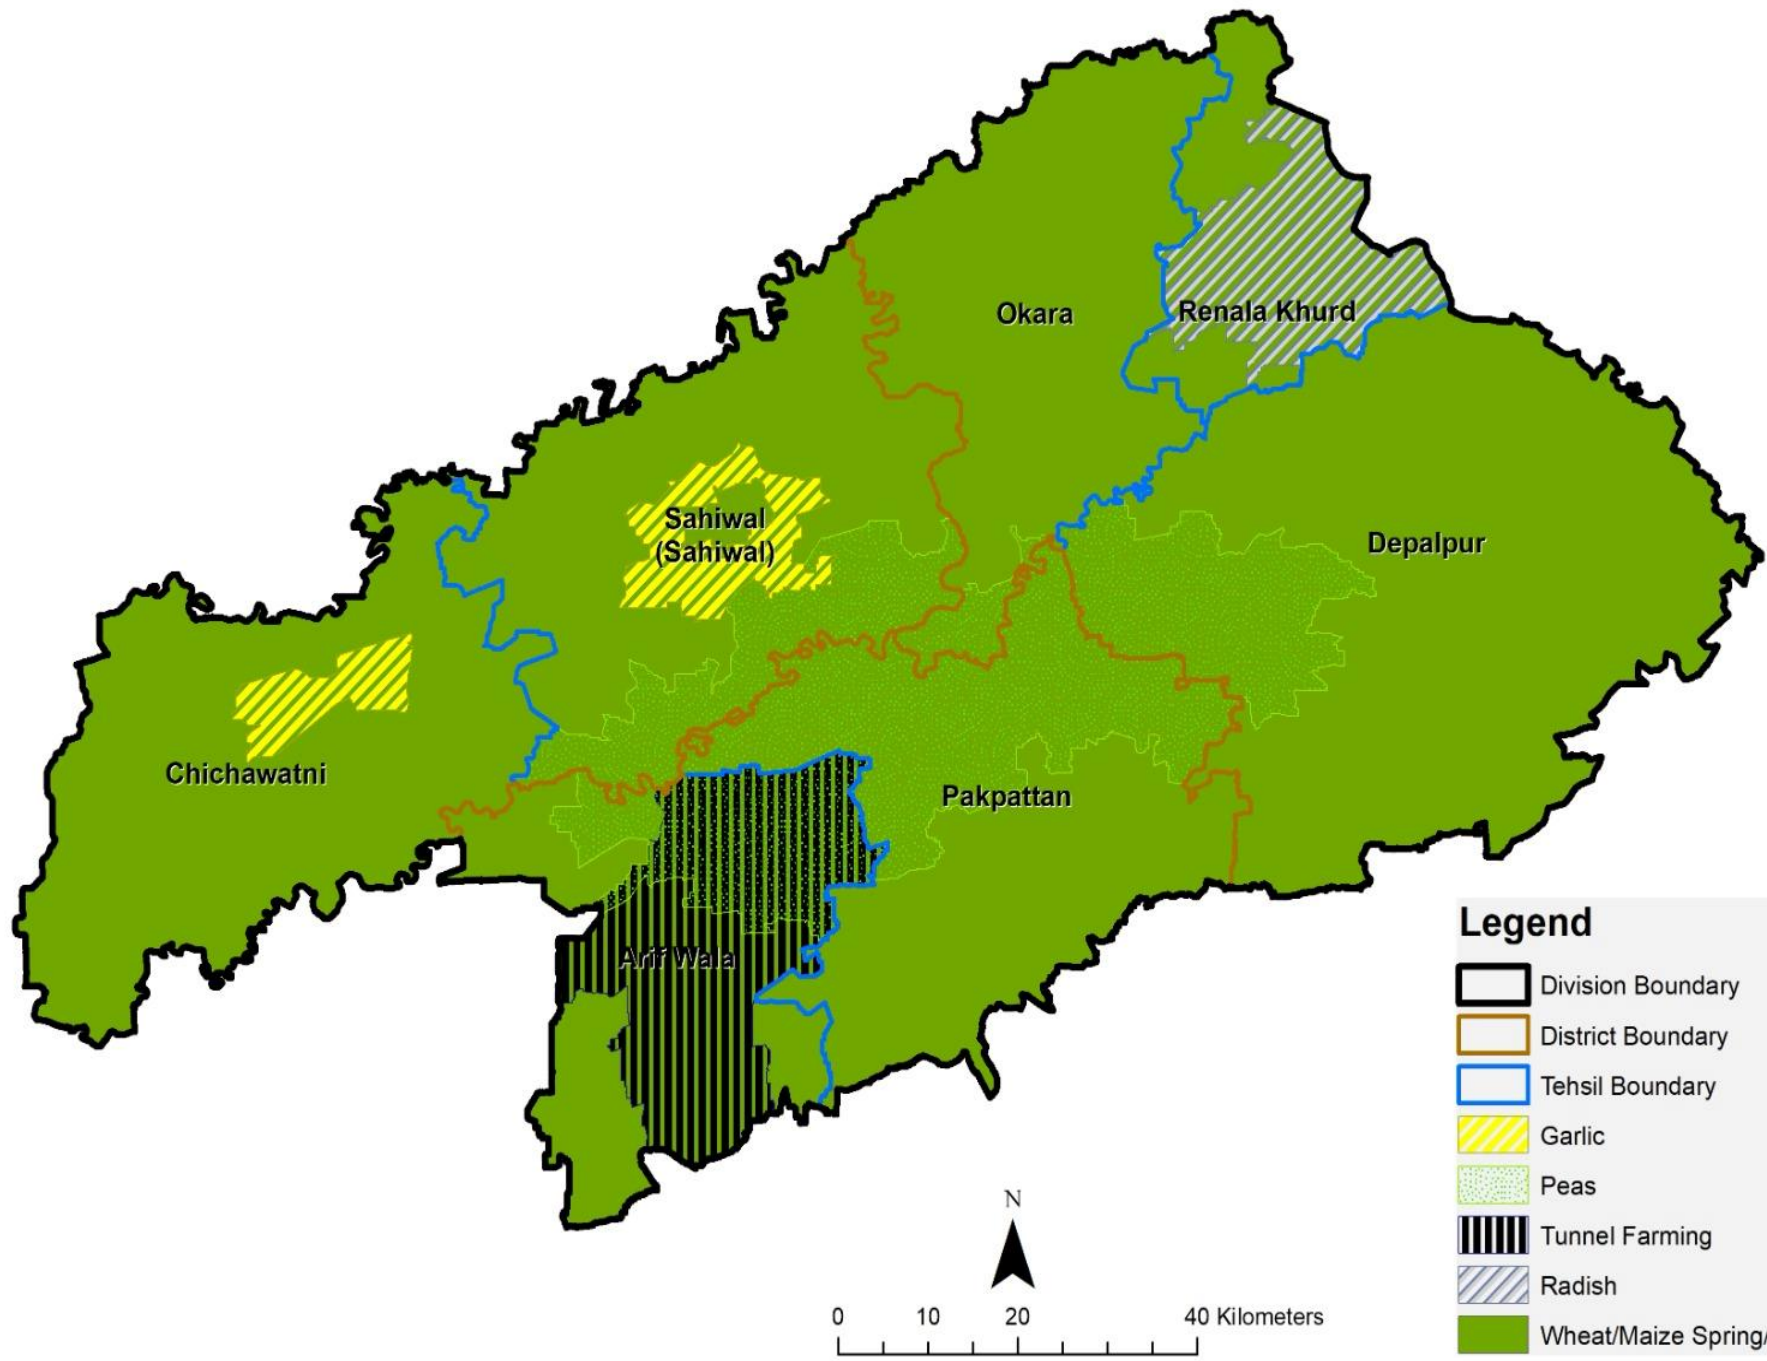 Okara
Renala Khurd
Sahiwal
(Sahiwal)
Depalpur
Chichawatni
Pakpattan
Arif Wala
Legend
Division Boundary
District Boundary
Tehsil Boundary
Garlic
Peas
Tunnel Farming
Radish
Wheat/Maize Spring/
N
0 10 20 40 Kilometers